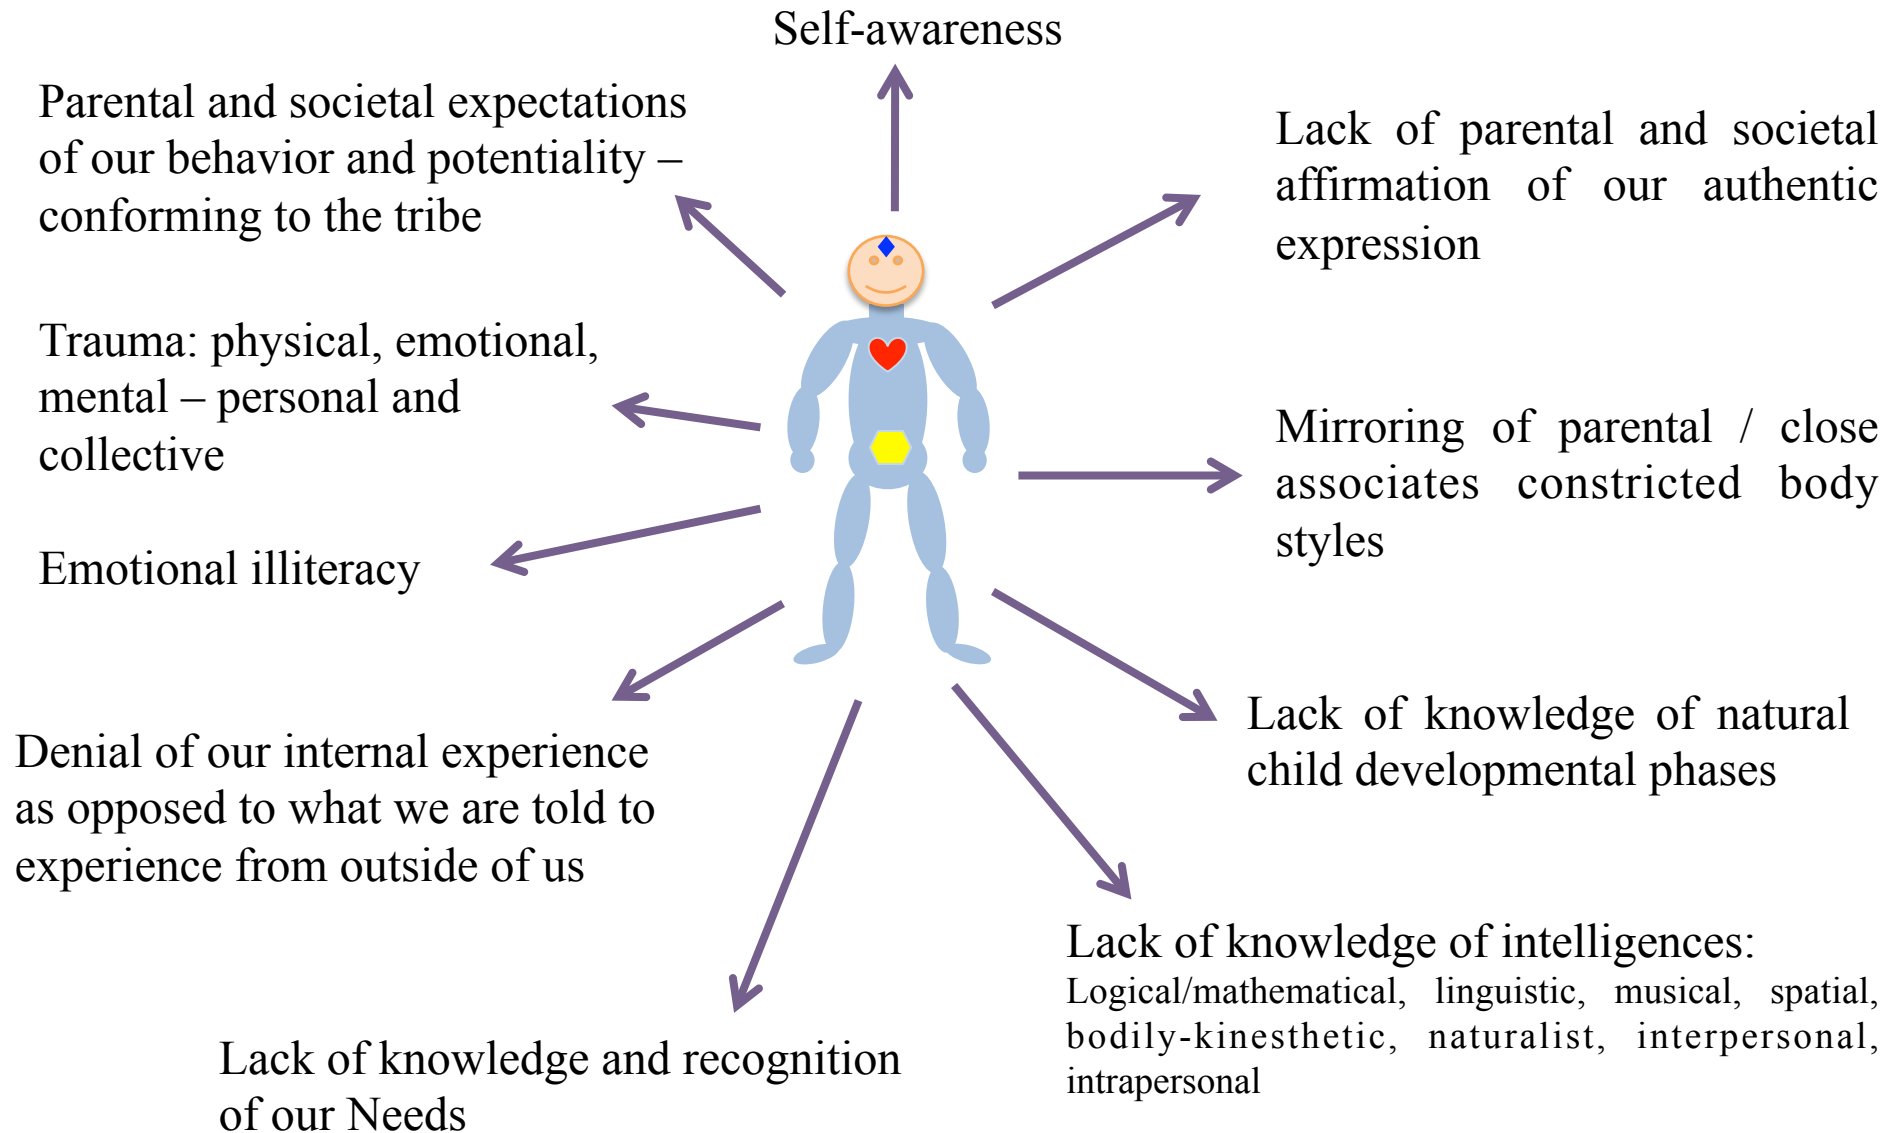 Self-awareness
Parental and societal expectations
of our behavior and potentiality –
conforming to the tribe
Lack of parental and societal
affirmation of our authentic
expression
Trauma: physical, emotional,
mental – personal and
collective
Mirroring of parental / close
associates constricted body
styles
Emotional illiteracy
Denial of our internal experience
as opposed to what we are told to
experience from outside of us
Lack of knowledge of natural
child developmental phases
Lack of knowledge of intelligences:
Logical/mathematical, linguistic, musical, spatial,
bodily-kinesthetic, naturalist, interpersonal,
intrapersonal
Lack of knowledge and recognition
of our Needs